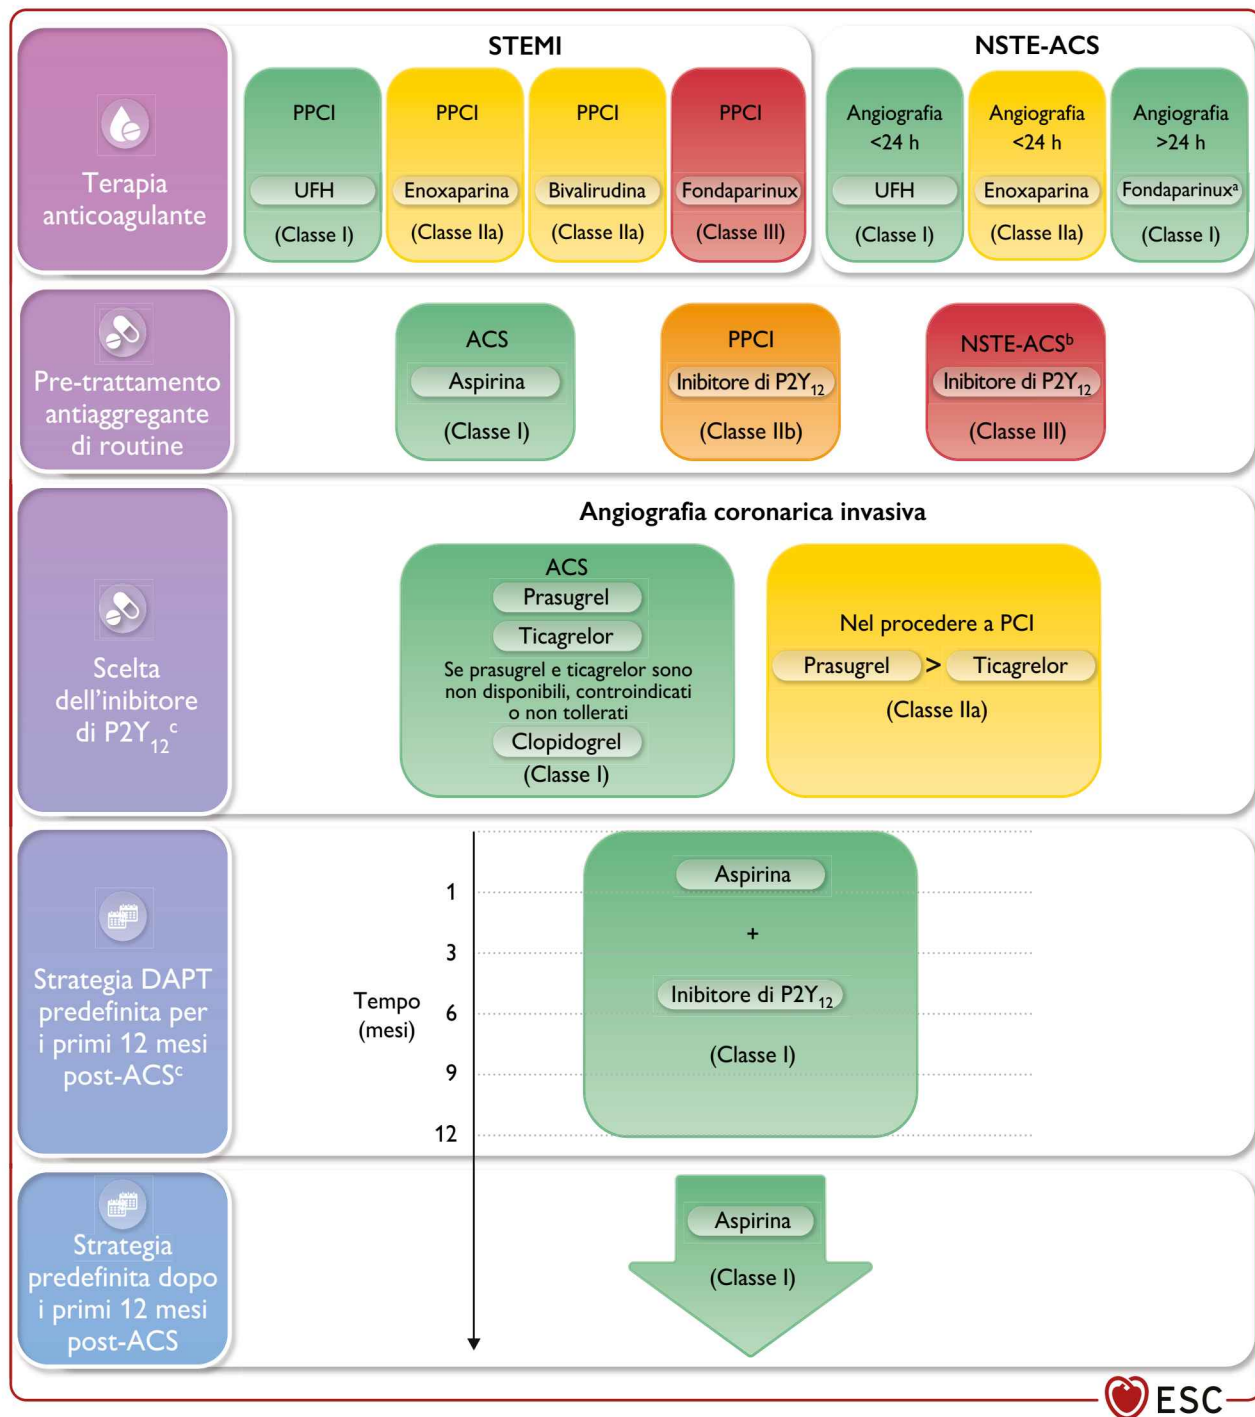 STEMI
NSTE-ACS
Terapia
anticoagulante
PPCI
UFH
(Classe I)
PPCI
Enoxaparina
(Classe IIa)
PPCI
Bivalirudina
(Classe IIa)
PPCI
Fondaparinux
(Classe III)
Angiografia
<24 h
UFH
(Classe I)
Angiografia
<24 h
Enoxaparina
(Classe IIa)
Angiografia
>24 h
Fondaparinuxᵃ
(Classe I)
Pre-trattamento
antiaggregante
di routine
ACS
Aspirina
(Classe I)
PPCI
Inibitore di P2Y₁₂
(Classe IIb)
NSTE-ACSᵇ
Inibitore di P2Y₁₂
(Classe III)
Scelta
dell’inibitore
di P2Y₁₂ᶜ
Angiografia coronarica invasiva
ACS
Prasugrel
Ticagrelor
Se prasugrel e ticagrelor sono
non disponibili, controindicati
o non tollerati
Clopidogrel
(Classe I)
Nel procedere a PCI
Prasugrel > Ticagrelor
(Classe IIa)
Strategia DAPT
predefinita per
i primi 12 mesi
post-ACSᶜ
Tempo
(mesi)
1
3
6
9
12
Aspirina
+
Inibitore di P2Y₁₂
(Classe I)
Strategia
predefinita dopo
i primi 12 mesi
post-ACS
Aspirina
(Classe I)
ESC